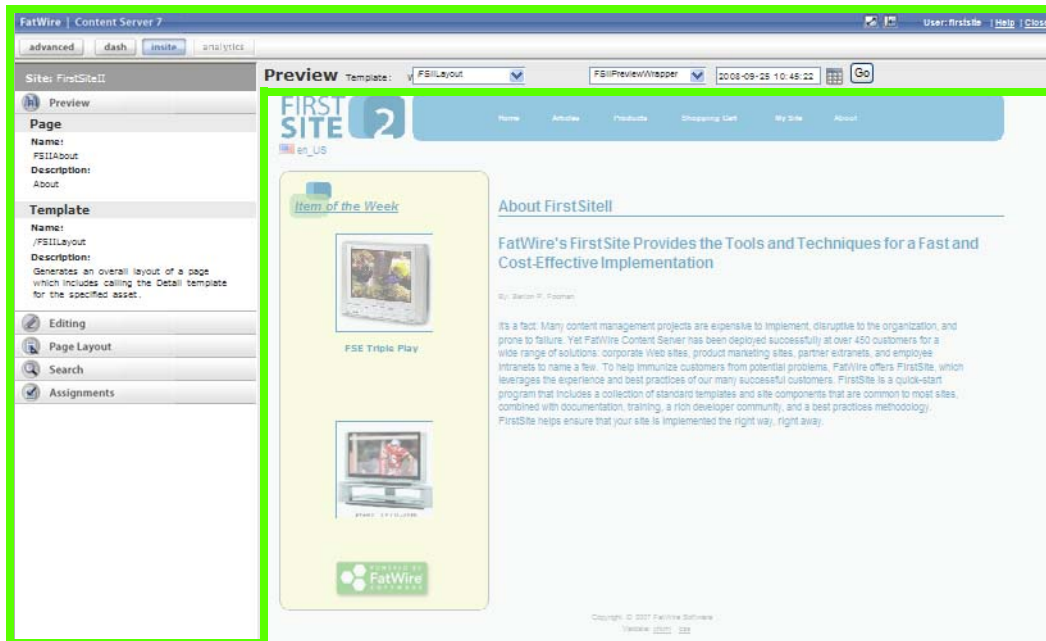 FatWire | Content Server 7
User: firstsite | Help | Close
advanced dash insite analytics
Site: FirstSiteII
Preview Template: FSIILayout FSIIPreviewWrapper 2008-09-25 10:45:22 Go
Preview
Page
Name:
FSIIAbout
Description:
About
Template
Name:
/FSIILayout
Description:
Generates an overall layout of a page
which includes calling the Detail template
for the specified asset.
Editing
Page Layout
Search
Assignments
FIRST
SITE 2
Home Articles Products Shopping Cart My Site About
en_US
Item of the Week
FSE Triple Play
POWERED BY
FatWire
SOFTWARE
About FirstSiteII
FatWire's FirstSite Provides the Tools and Techniques for a Fast and
Cost-Effective Implementation
It's a fact: Many content management projects are expensive to implement, disruptive to the organization, and
prone to failure. Yet FatWire Content Server has been deployed successfully at over 450 customers for a
wide range of solutions: corporate Web sites, product marketing sites, partner extranets, and employee
intranets to name a few. To help immunize customers from potential problems, FatWire offers FirstSite, which
leverages the experience and best practices of our many successful customers. FirstSite is a quick-start
program that includes a collection of standard templates and site components that are common to most sites,
combined with documentation, training, a rich developer community, and a best practices methodology.
FirstSite helps ensure that your site is implemented the right way, right away.
Copyright © 2007 FatWire Software
Validate: xhtml css